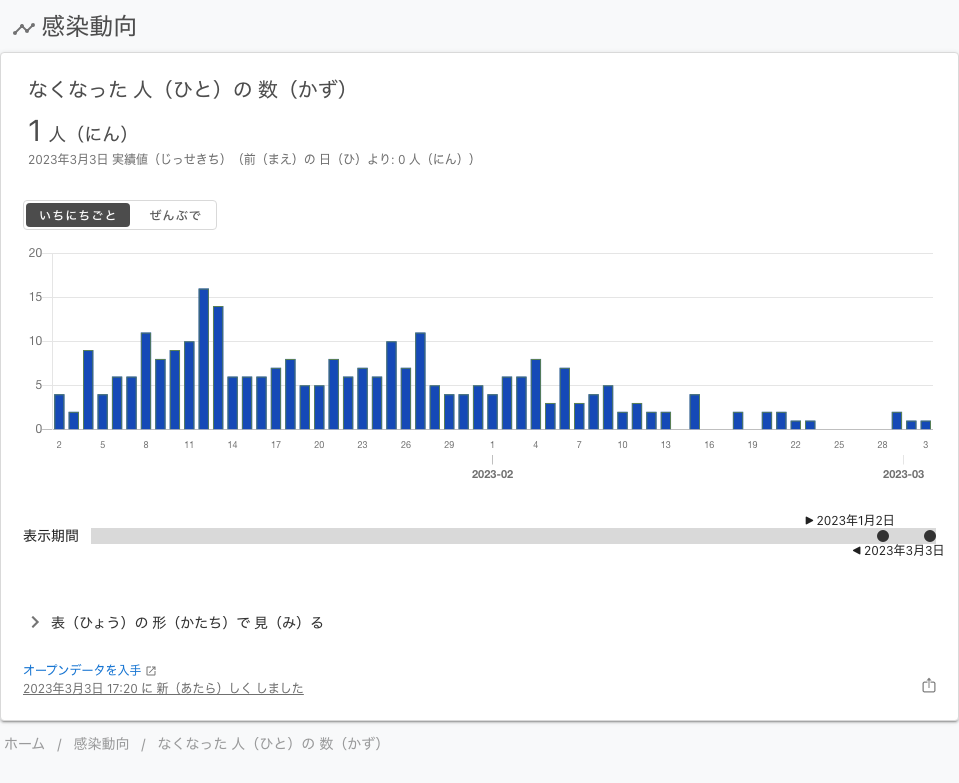 感染動向
なくなった 人（ひと）の 数（かず）
1 人（にん）
2023年3月3日 実績値（じっせきち）（前（まえ）の 日（ひ）より: 0 人（にん））
いちにちごと ぜんぶで
20
15
10
5
0
2 5 8 11 14 17 20 23 26 29 1 4 7 10 13 16 19 22 25 28 3
2023-02 2023-03
2023年1月2日
表示期間
2023年3月3日
表（ひょう）の 形（かたち）で 見（み）る
オープンデータを入手
2023年3月3日 17:20 に 新（あたら）しく しました
ホーム / 感染動向 / なくなった 人（ひと）の 数（かず）